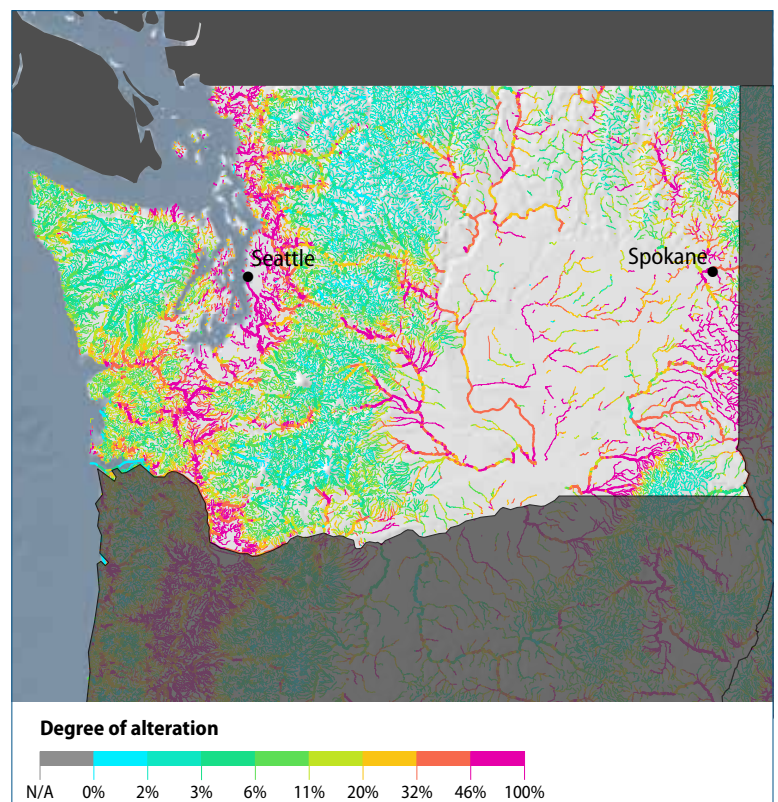 Seattle
Spokane
Degree of alteration
N/A 0% 2% 3% 6% 11% 20% 32% 46% 100%